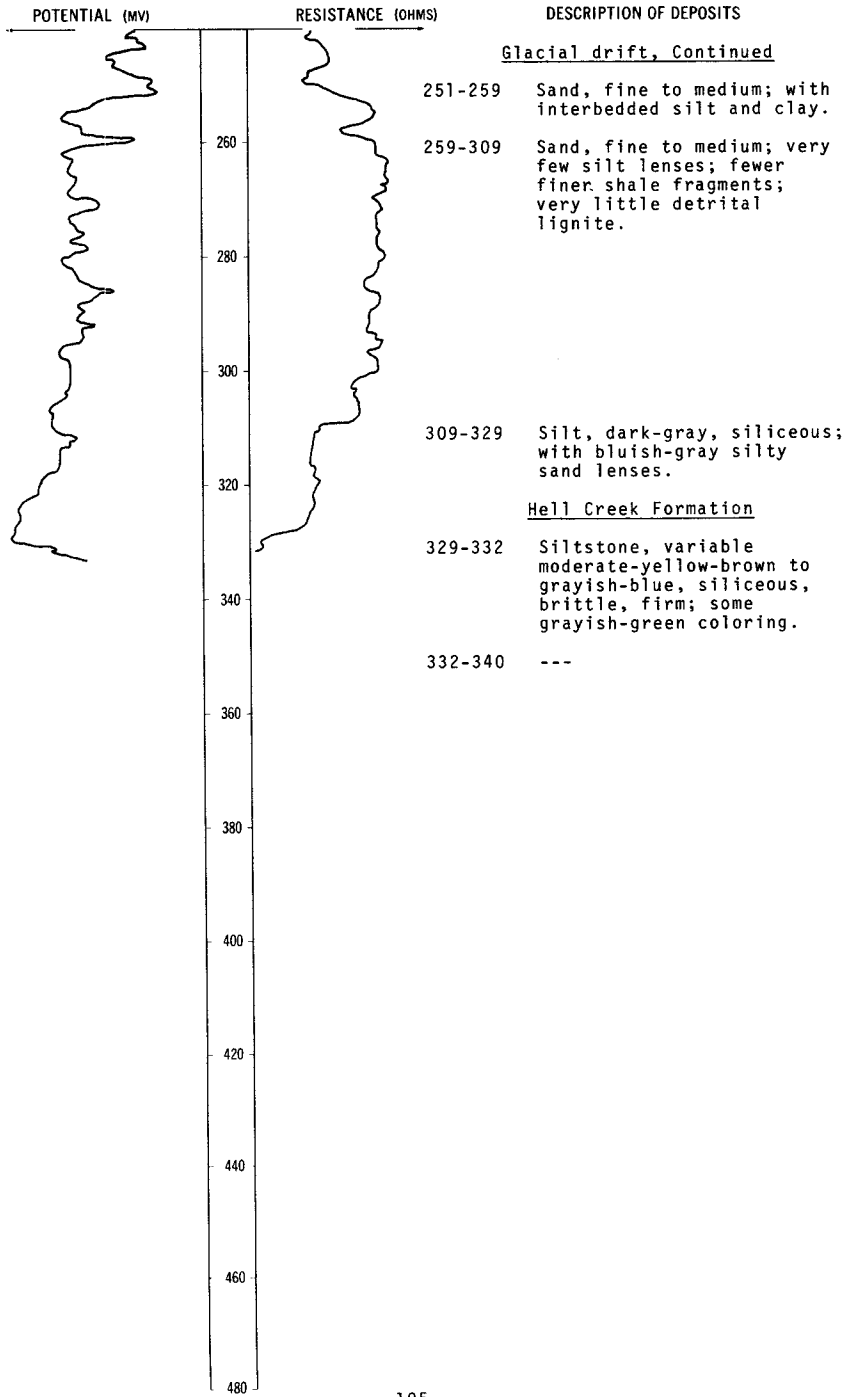 POTENTIAL (MV) RESISTANCE (OHMS) DESCRIPTION OF DEPOSITS
Glacial drift, Continued
251-259 Sand, fine to medium; with
interbedded silt and clay.
260
259-309 Sand, fine to medium; very
few silt lenses; fewer
finer shale fragments;
very little detrital
lignite.
280
300
309-329 Silt, dark-gray, siliceous;
with bluish-gray silty
sand lenses.
320
Hell Creek Formation
329-332 Siltstone, variable
moderate-yellow-brown to
grayish-blue, siliceous,
brittle, firm; some
grayish-green coloring.
340
332-340 ---
360
380
400
420
440
460
480